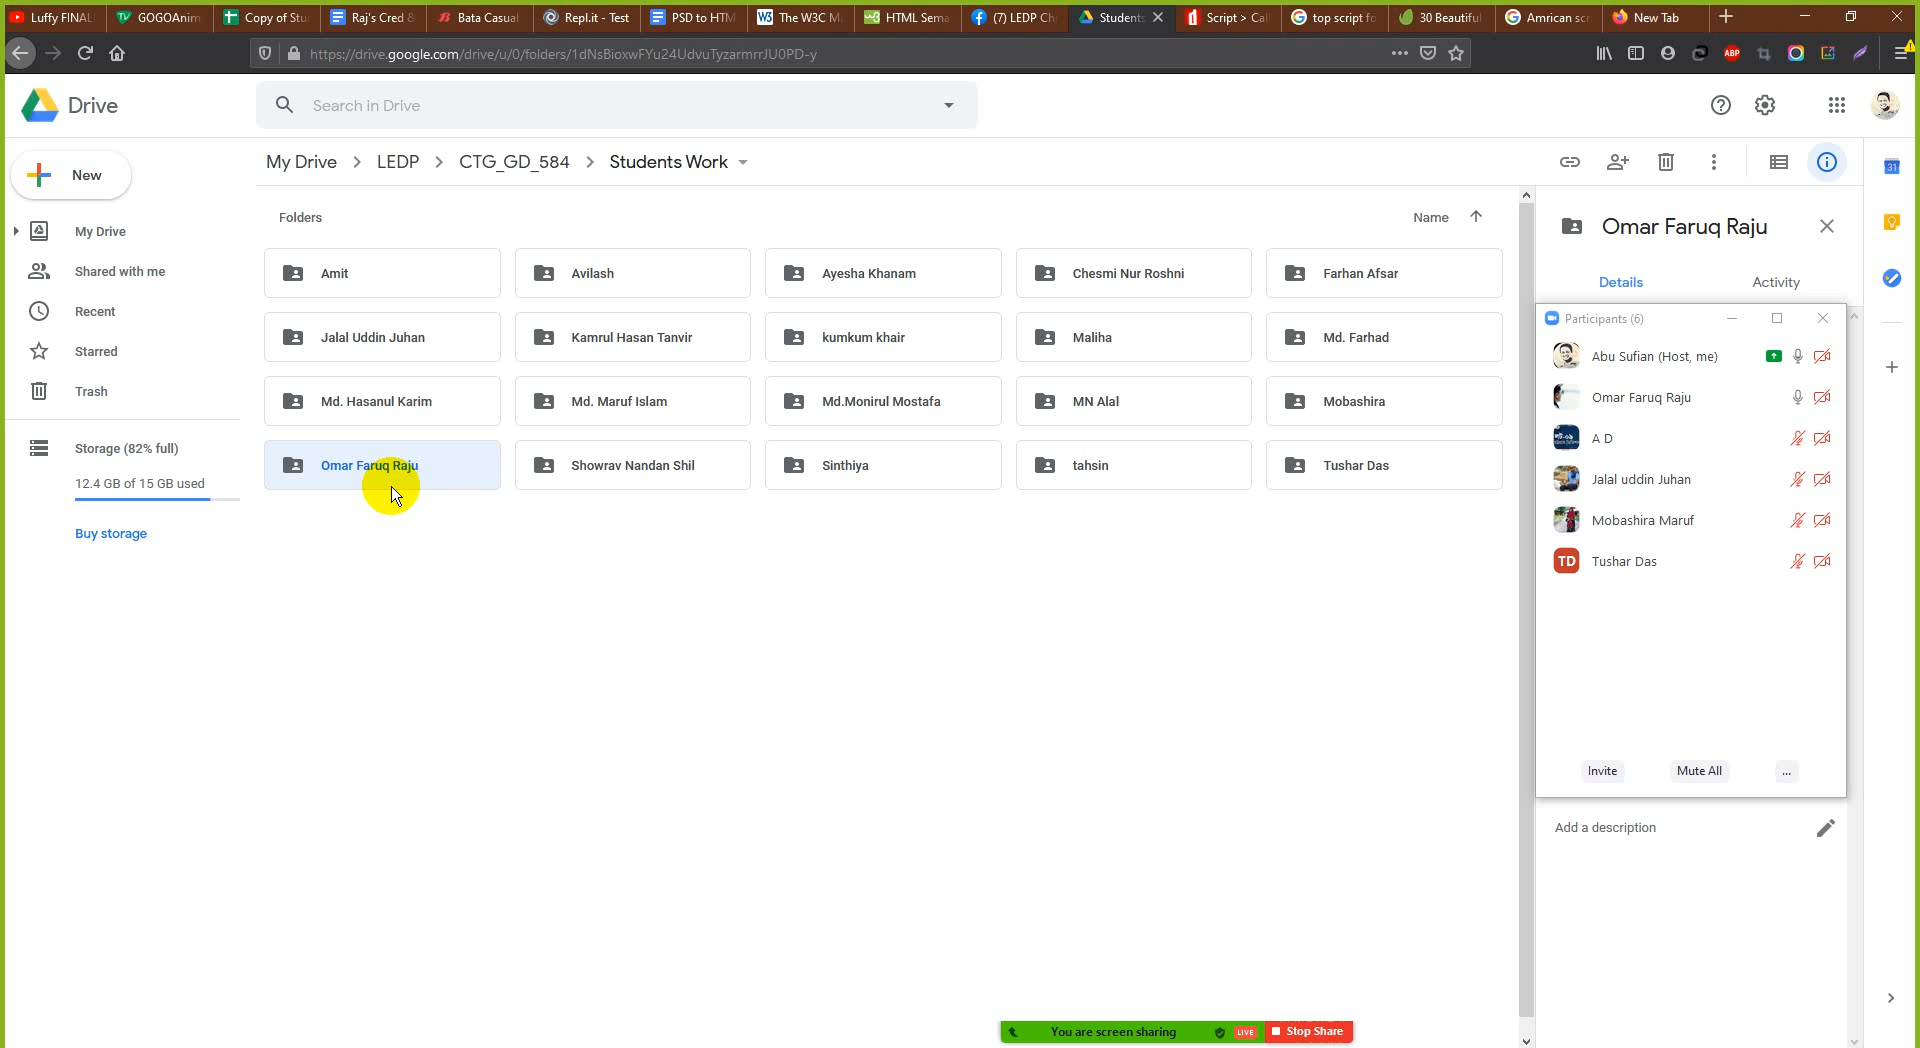 Luffy FINAL
GOGOAnim
Copy of Stu
Raj's Cred &
Bata Casual
Repl.it - Test
PSD to HTM
The W3C M
HTML Sema
(7) LEDP Ch
Students
Script > Call
top script fo
30 Beautiful
Amrican scr
New Tab
https://drive.google.com/drive/u/0/folders/1dNsBioxwFYu24UdvuTyzarmrrJU0PD-y
ABP
Drive
Search in Drive
New
My Drive > LEDP > CTG_GD_584 > Students Work
31
My Drive
Shared with me
Recent
Starred
Trash
Storage (82% full)
12.4 GB of 15 GB used
Buy storage
Folders
Name
Amit
Avilash
Ayesha Khanam
Chesmi Nur Roshni
Farhan Afsar
Jalal Uddin Juhan
Kamrul Hasan Tanvir
kumkum khair
Maliha
Md. Farhad
Md. Hasanul Karim
Md. Maruf Islam
Md.Monirul Mostafa
MN Alal
Mobashira
Omar Faruq Raju
Showrav Nandan Shil
Sinthiya
tahsin
Tushar Das
Omar Faruq Raju
Details
Activity
Participants (6)
Abu Sufian (Host, me)
Omar Faruq Raju
A D
Jalal uddin Juhan
Mobashira Maruf
TD Tushar Das
Invite
Mute All
...
Add a description
You are screen sharing
LIVE
Stop Share